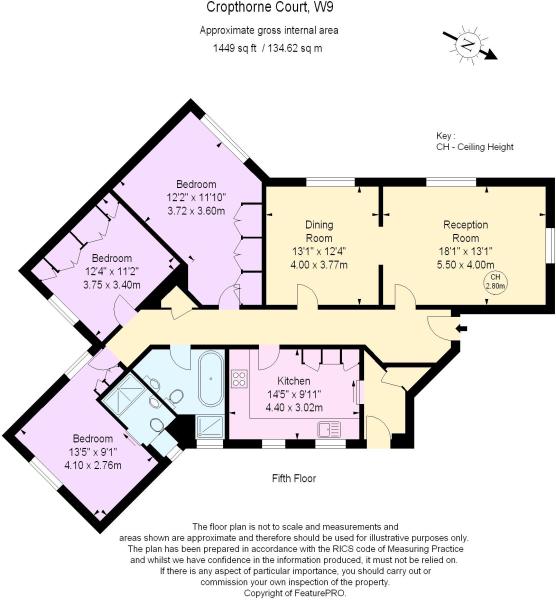 Cropthorne Court, W9
Approximate gross internal area
1449 sq ft / 134.62 sq m
N
Key :
CH - Ceiling Height
Bedroom
12'2" x 11'10"
3.72 x 3.60m
Dining
Room
13'1" x 12'4"
4.00 x 3.77m
Reception
Room
18'1" x 13'1"
5.50 x 4.00m
CH
2.80m
Bedroom
12'4" x 11'2"
3.75 x 3.40m
Kitchen
14'5" x 9'11"
4.40 x 3.02m
Bedroom
13'5" x 9'1"
4.10 x 2.76m
Fifth Floor
The floor plan is not to scale and measurements and
areas shown are approximate and therefore should be used for illustrative purposes only.
The plan has been prepared in accordance with the RICS code of Measuring Practice
and whilst we have confidence in the information produced, it must not be relied on.
If there is any aspect of particular importance, you should carry out or
commission your own inspection of the property.
Copyright of FeaturePRO.